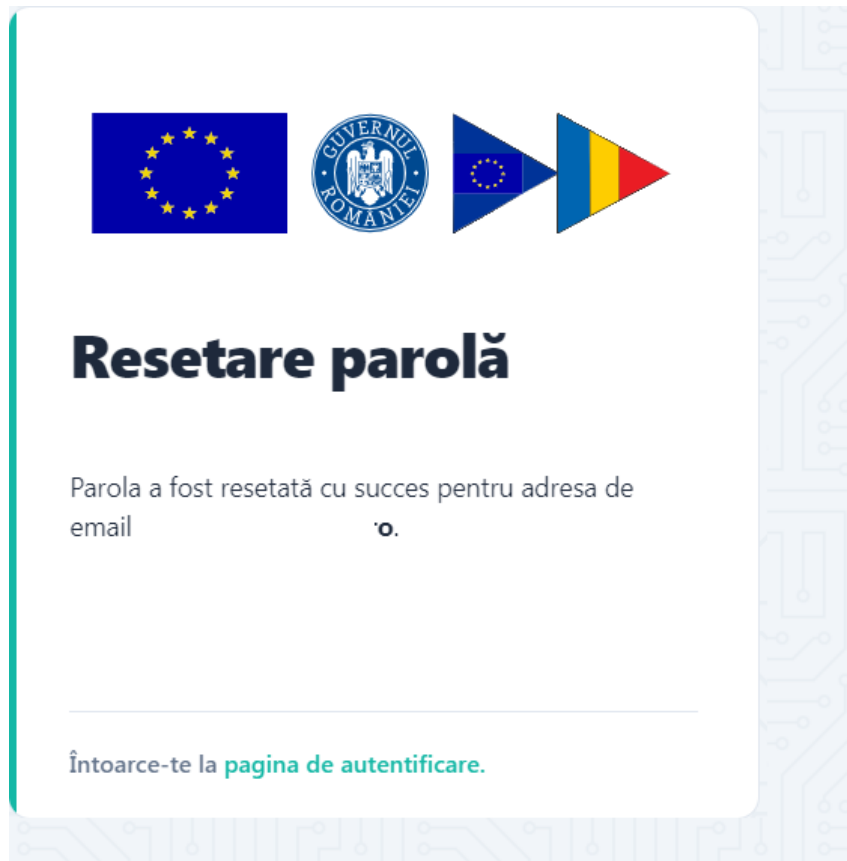 GUVERNUL ROMÂNIEI
Resetare parolă
Parola a fost resetată cu succes pentru adresa de
email o.
Întoarce-te la pagina de autentificare.